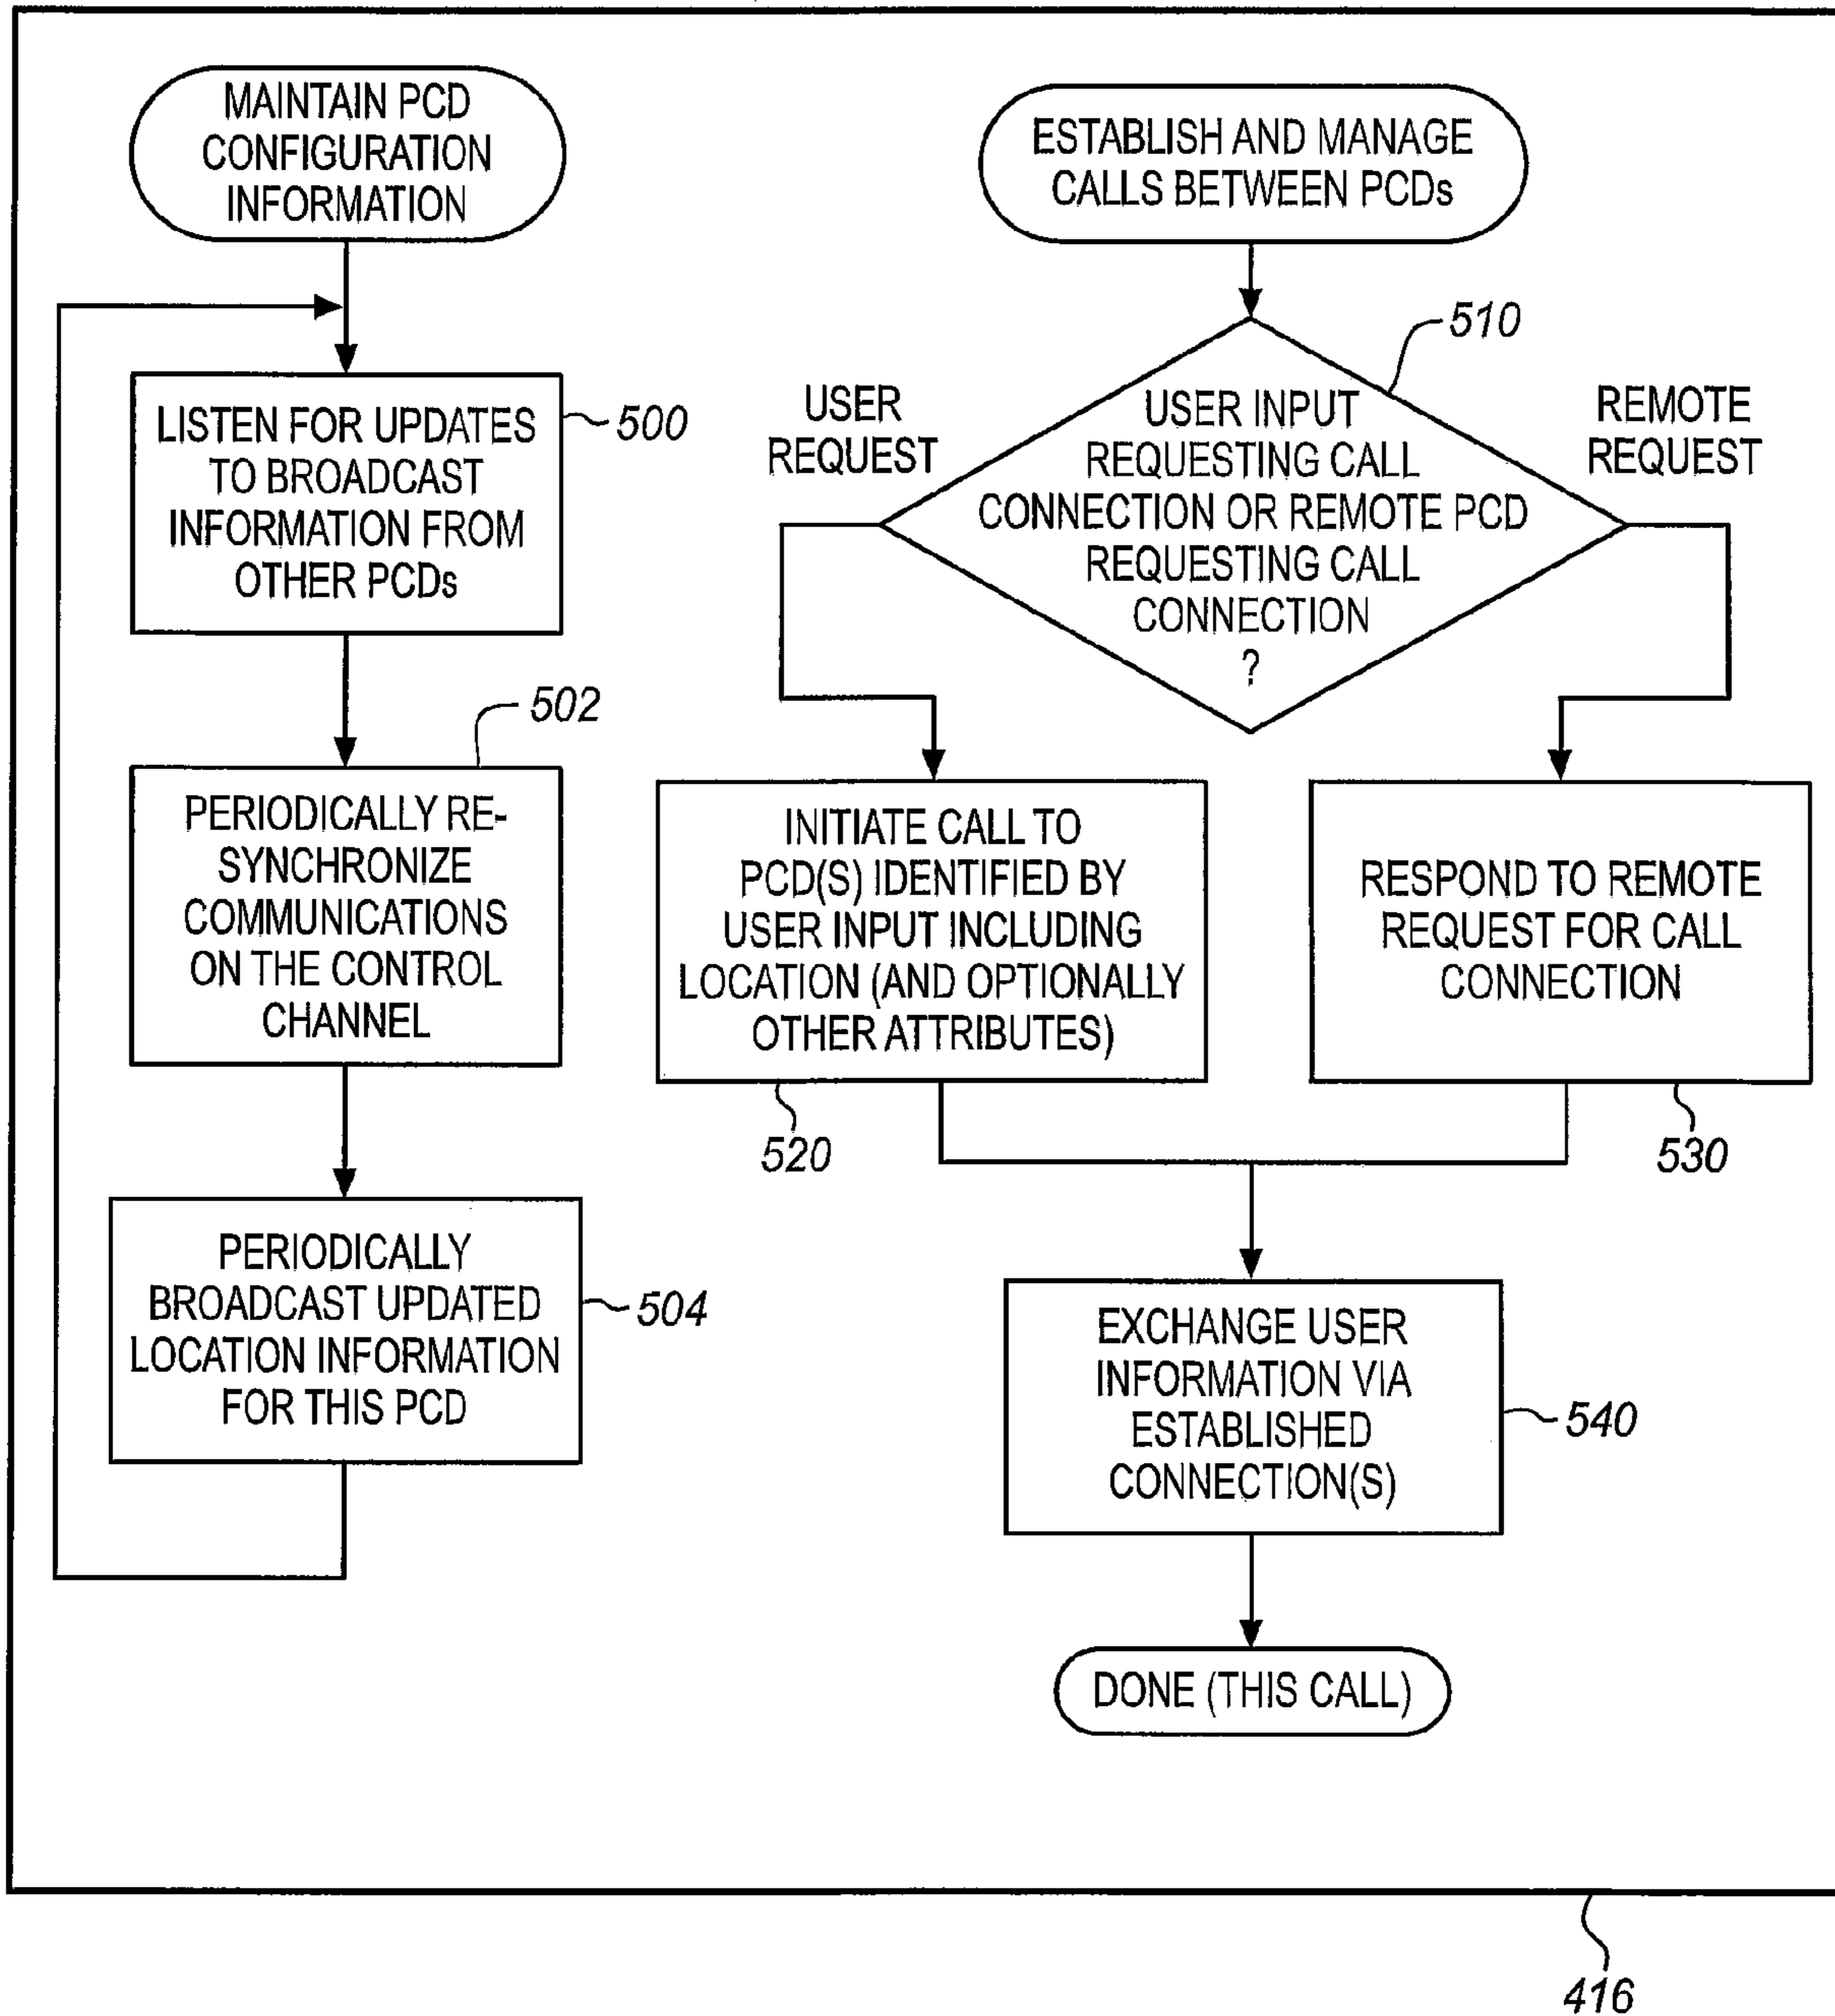 MAINTAIN PCD
CONFIGURATION
INFORMATION
LISTEN FOR UPDATES
TO BROADCAST
INFORMATION FROM
OTHER PCDs
500
502
PERIODICALLY RE-
SYNCHRONIZE
COMMUNICATIONS
ON THE CONTROL
CHANNEL
PERIODICALLY
BROADCAST UPDATED
LOCATION INFORMATION
FOR THIS PCD
504
ESTABLISH AND MANAGE
CALLS BETWEEN PCDs
510
USER
REQUEST
USER INPUT
REQUESTING CALL
CONNECTION OR REMOTE PCD
REQUESTING CALL
CONNECTION
?
REMOTE
REQUEST
INITIATE CALL TO
PCD(S) IDENTIFIED BY
USER INPUT INCLUDING
LOCATION (AND OPTIONALLY
OTHER ATTRIBUTES)
520
RESPOND TO REMOTE
REQUEST FOR CALL
CONNECTION
530
EXCHANGE USER
INFORMATION VIA
ESTABLISHED
CONNECTION(S)
540
DONE (THIS CALL)
416